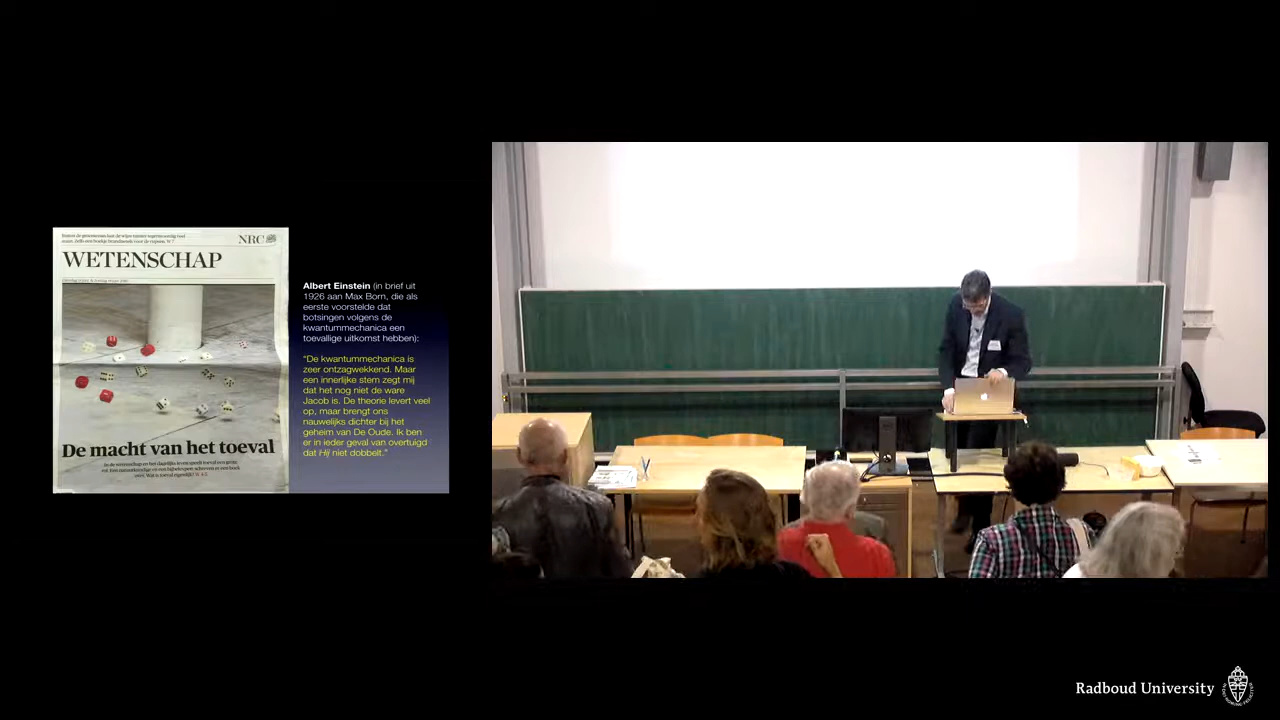 NRC
WETENSCHAP
De macht van het toeval
Albert Einstein (in brief uit
1926 aan Max Born, die als
eerste voorstelde dat
botsingen volgens de
kwantummechanica een
toevallige uitkomst hebben):
“De kwantummechanica is
zeer ontzagwekkend. Maar
een innerlijke stem zegt mij
dat het nog niet de ware
Jacob is. De theorie levert veel
op, maar brengt ons
nauwelijks dichter bij het
geheim van De Oude. Ik ben
er in ieder geval van overtuigd
dat Hij niet dobbelt.”
Radboud University